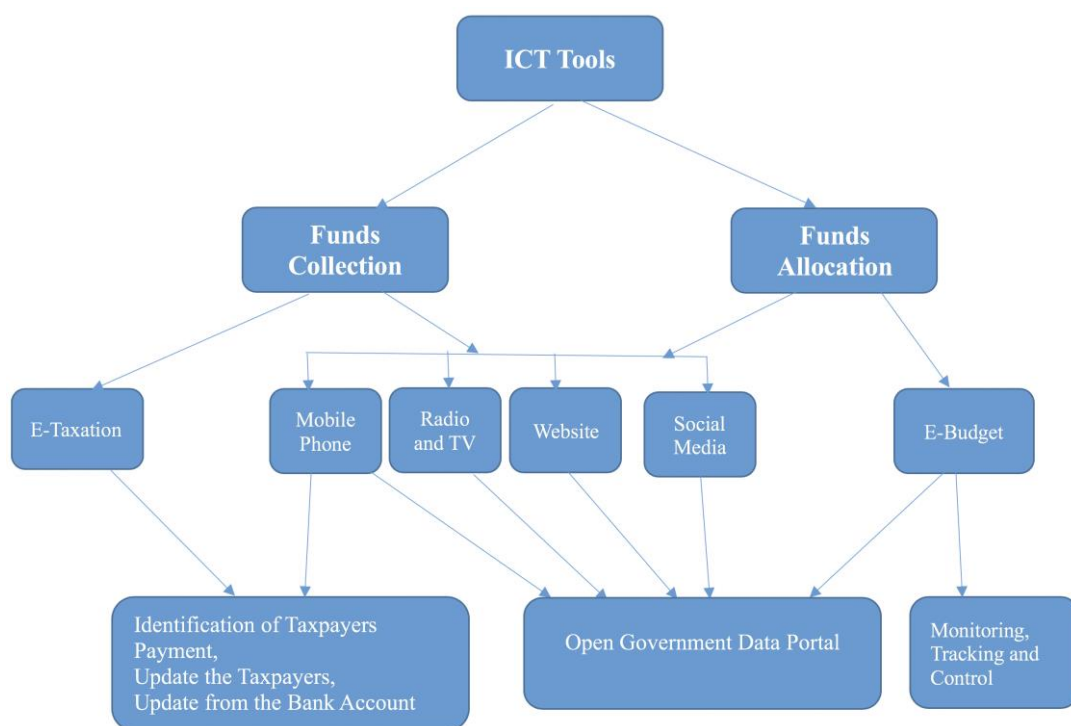 ICT Tools
Funds
Collection
Funds
Allocation
E-Taxation
Mobile
Phone
Radio
and TV
Website
Social
Media
E-Budget
Identification of Taxpayers
Payment,
Update the Taxpayers,
Update from the Bank Account
Open Government Data Portal
Monitoring,
Tracking and
Control